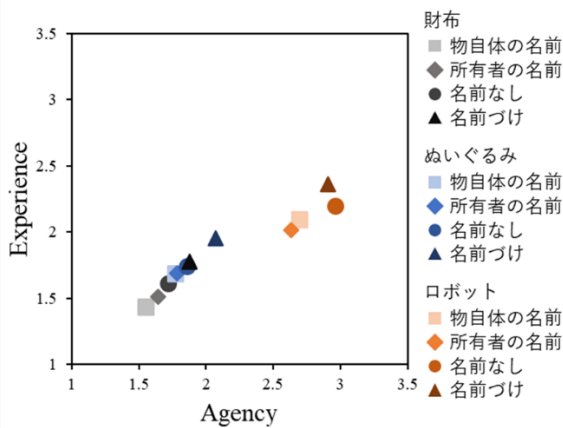 財布
物自体の名前
所有者の名前
名前なし
名前づけ
ぬいぐるみ
物自体の名前
所有者の名前
名前なし
名前づけ
ロボット
物自体の名前
所有者の名前
名前なし
名前づけ
Experience
3.5
3
2.5
2
1.5
1
1
1.5
2
2.5
3
3.5
Agency